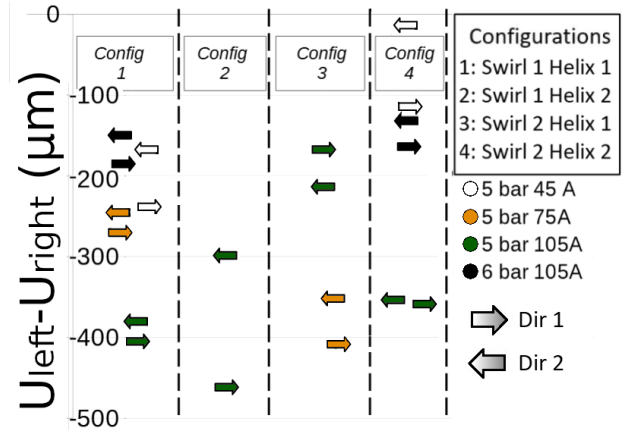 Uleft-Uright (µm)
0
-100
-200
-300
-400
-500
Config
1
Config
2
Config
3
Config
4
Configurations
1: Swirl 1 Helix 1
2: Swirl 1 Helix 2
3: Swirl 2 Helix 1
4: Swirl 2 Helix 2
5 bar 45 A
5 bar 75A
5 bar 105A
6 bar 105A
Dir 1
Dir 2